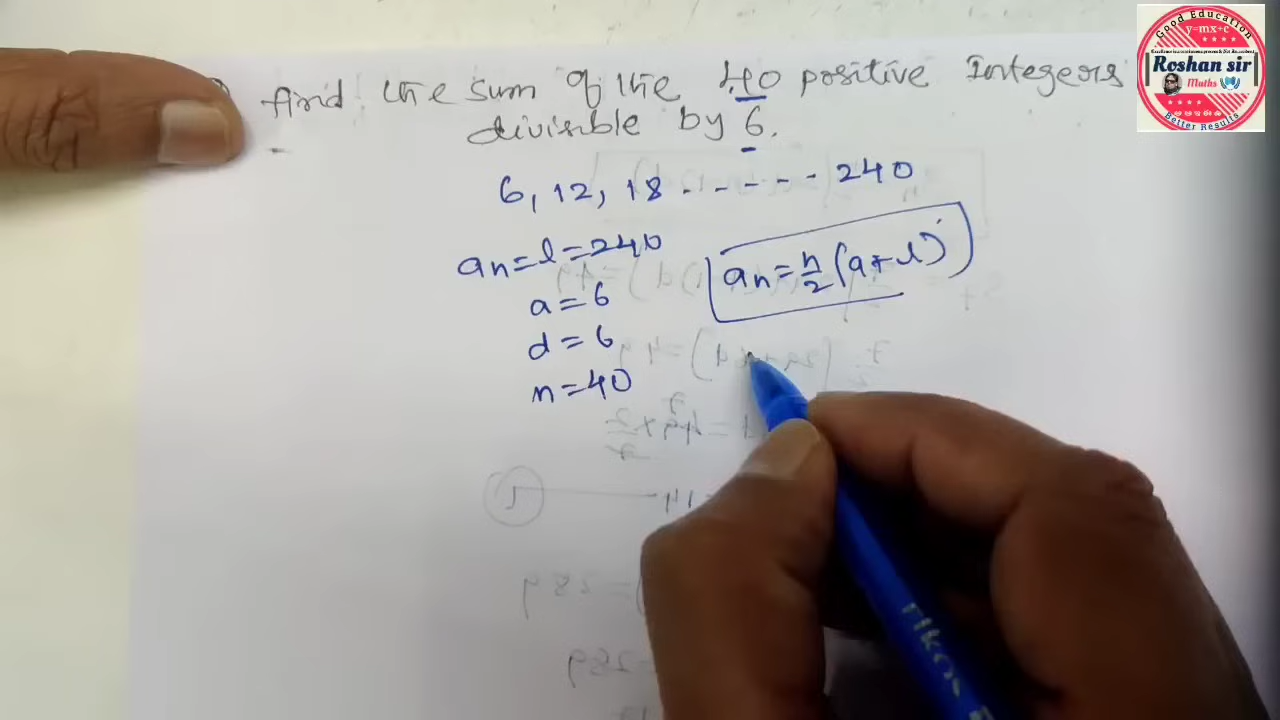 find the sum of the 40 positive Integers
divisible by 6.
6, 12, 18 - - - - - - 240
an = l = 240
a = 6
d = 6
n = 40
an = n/2 (a + l)
Good Education
y=mx+c
Roshan sir
Maths
Better Results